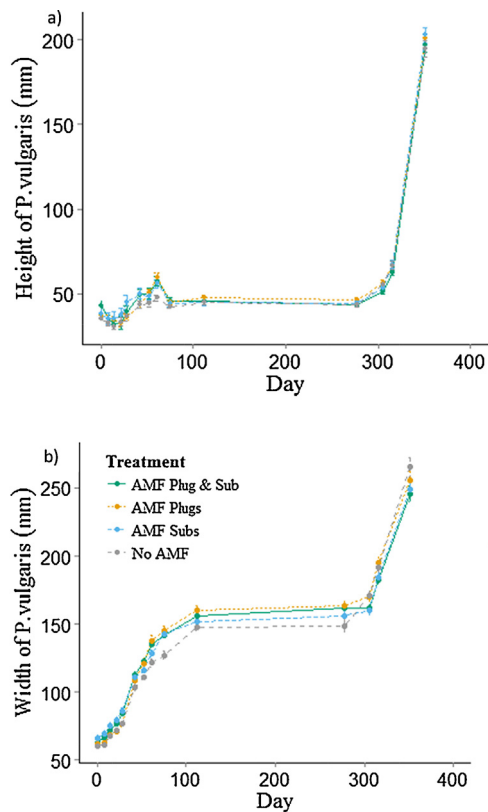 a)
200
150
100
50
Height of P.vulgaris (mm)
0 100 200 300 400
Day
b)
Treatment
AMF Plug & Sub
AMF Plugs
AMF Subs
No AMF
250
200
150
100
50
Width of P.vulgaris (mm)
0 100 200 300 400
Day